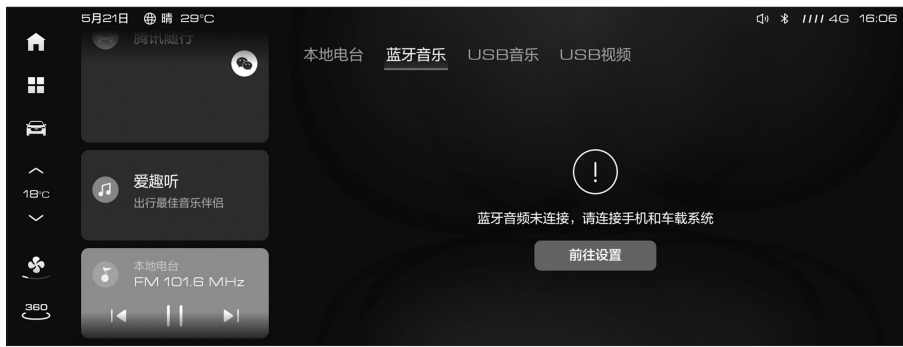 5月21日 晴 29°C
4G 16:06
腾讯随行
本地电台 蓝牙音乐 USB音乐 USB视频
爱趣听
出行最佳音乐伴侣
18°C
蓝牙音频未连接，请连接手机和车载系统
前往设置
本地电台
FM 101.6 MHz
360